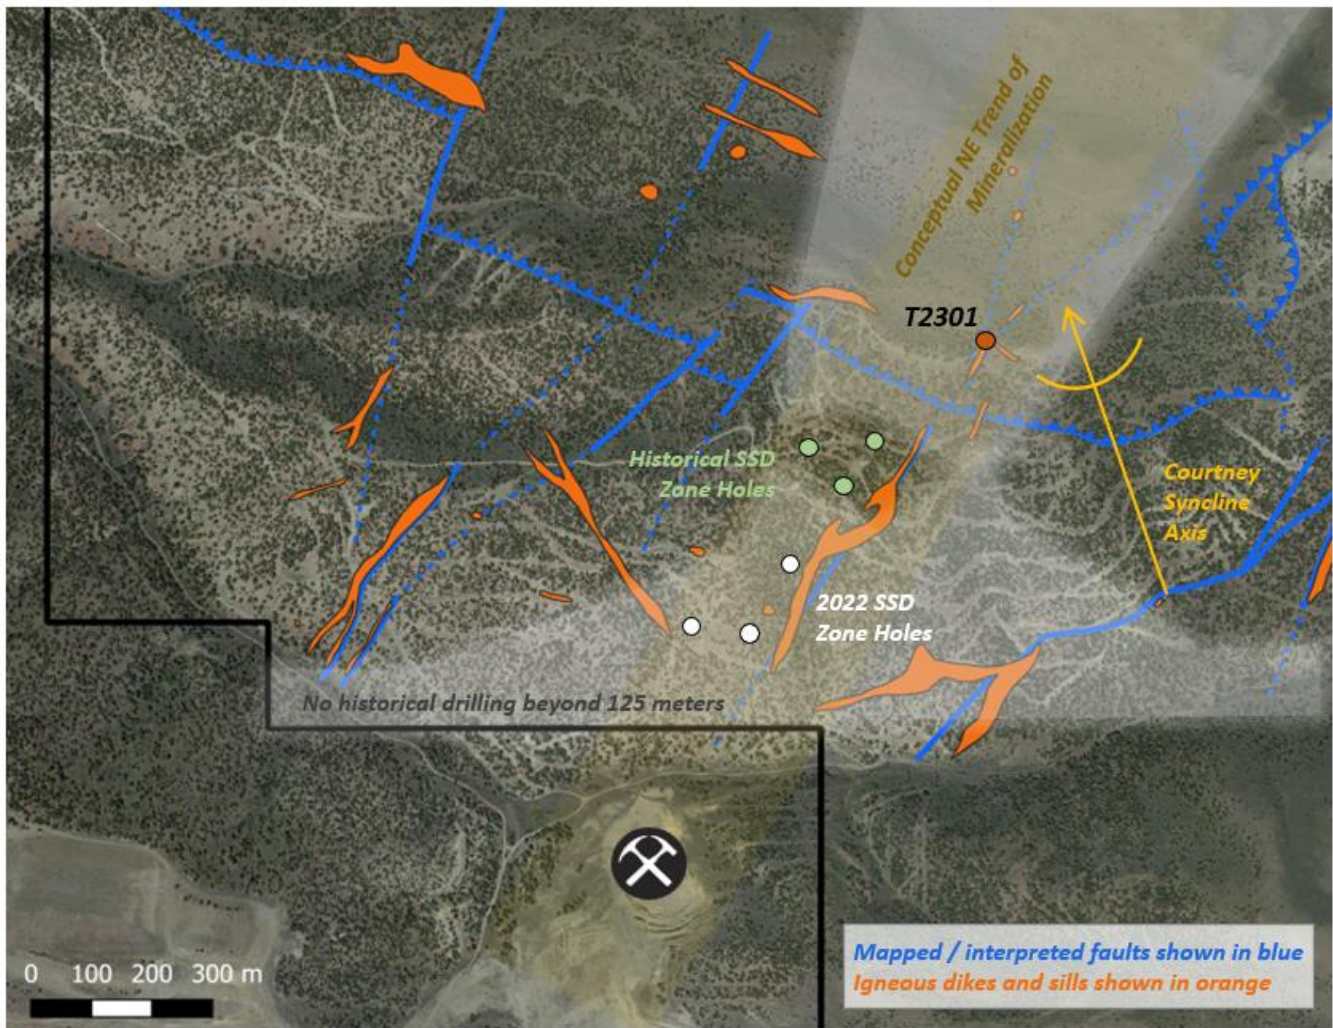 Conceptual NE Trend of
Mineralization
T2301
Historical SSD
Zone Holes
Courtney
Syncline
Axis
2022 SSD
Zone Holes
No historical drilling beyond 125 meters
0 100 200 300 m
Mapped / interpreted faults shown in blue
Igneous dikes and sills shown in orange